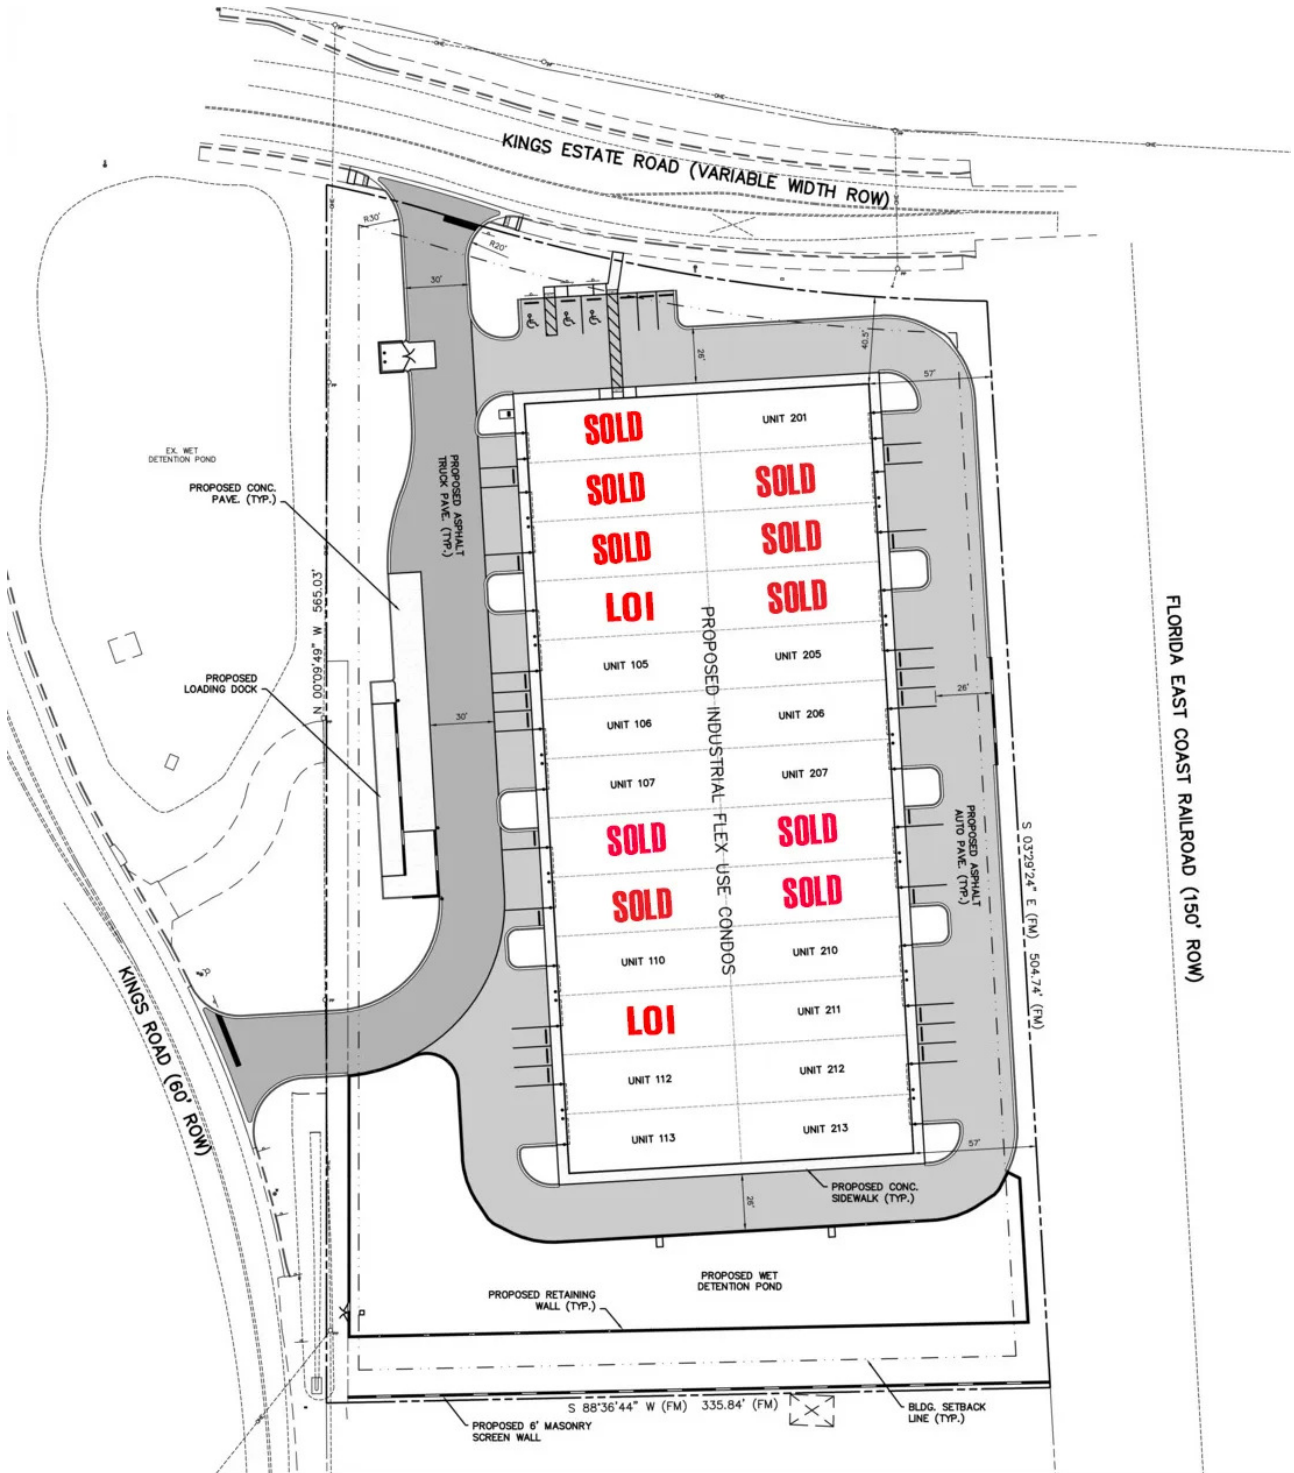 KINGS ESTATE ROAD (VARIABLE WIDTH ROW)
R30'
R20'
30'
26'
40.5'
57'
SOLD
UNIT 201
SOLD
SOLD
SOLD
SOLD
LOI
SOLD
UNIT 105
UNIT 205
UNIT 106
UNIT 206
UNIT 107
UNIT 207
SOLD
SOLD
SOLD
SOLD
UNIT 110
UNIT 210
LOI
UNIT 211
UNIT 112
UNIT 212
UNIT 113
UNIT 213
PROPOSED INDUSTRIAL FLEX USE CONDOS
EX. WET
DETENTION POND
PROPOSED CONC.
PAVE. (TYP.)
PROPOSED ASPHALT
TRUCK PAVE. (TYP.)
N 00°09'49" W 565.03'
PROPOSED
LOADING DOCK
30'
26'
PROPOSED ASPHALT
AUTO PAVE. (TYP.)
S 03°29'24" E (FM) 504.74' (FM)
FLORIDA EAST COAST RAILROAD (150' ROW)
KINGS ROAD (60' ROW)
57'
26'
PROPOSED CONC.
SIDEWALK (TYP.)
PROPOSED WET
DETENTION POND
PROPOSED RETAINING
WALL (TYP.)
S 88°36'44" W (FM) 335.84' (FM)
BLDG. SETBACK
LINE (TYP.)
PROPOSED 6' MASONRY
SCREEN WALL